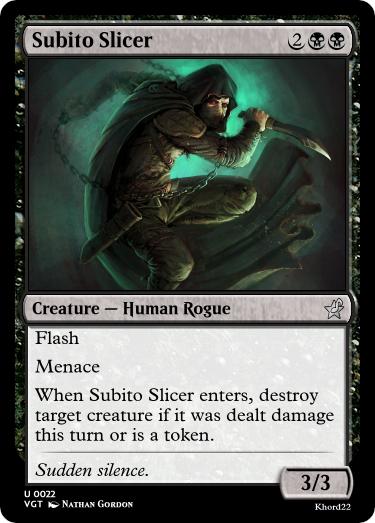 Subito Slicer 2
Creature — Human Rogue
Flash
Menace
When Subito Slicer enters, destroy
target creature if it was dealt damage
this turn or is a token.
Sudden silence.
3/3
U 0022
VGT Nathan Gordon
Khord22